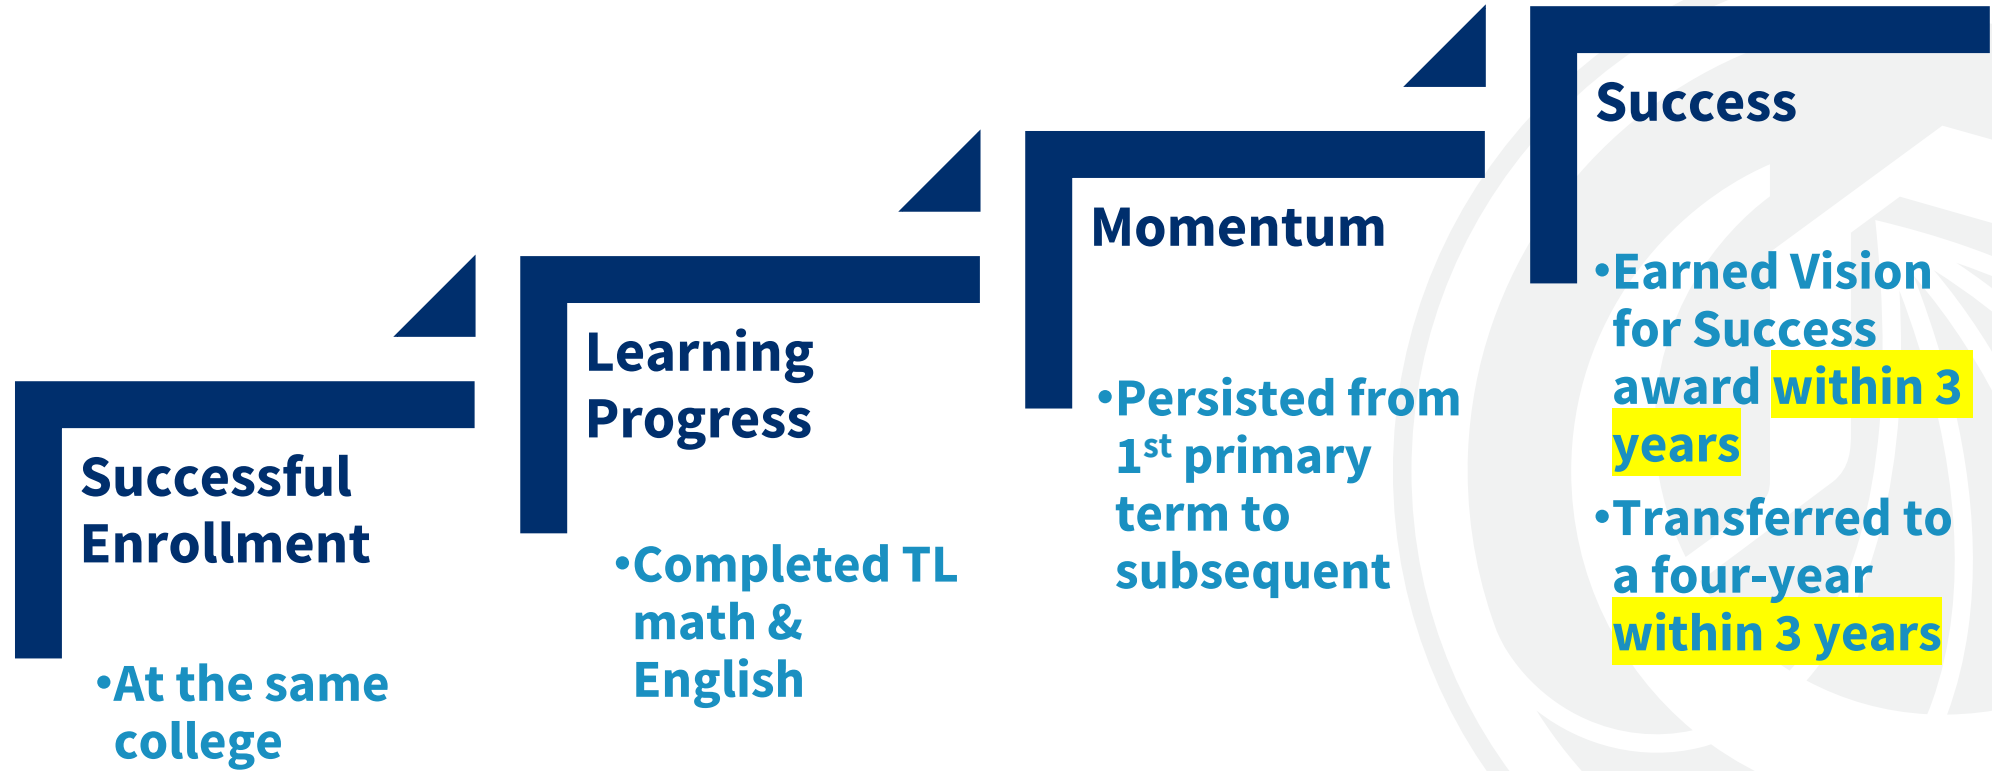 Successful
Enrollment
•At the same
college
Learning
Progress
•Completed TL
math &
English
Momentum
•Persisted from
1st primary
term to
subsequent
Success
•Earned Vision
for Success
award within 3
years
•Transferred to
a four-year
within 3 years